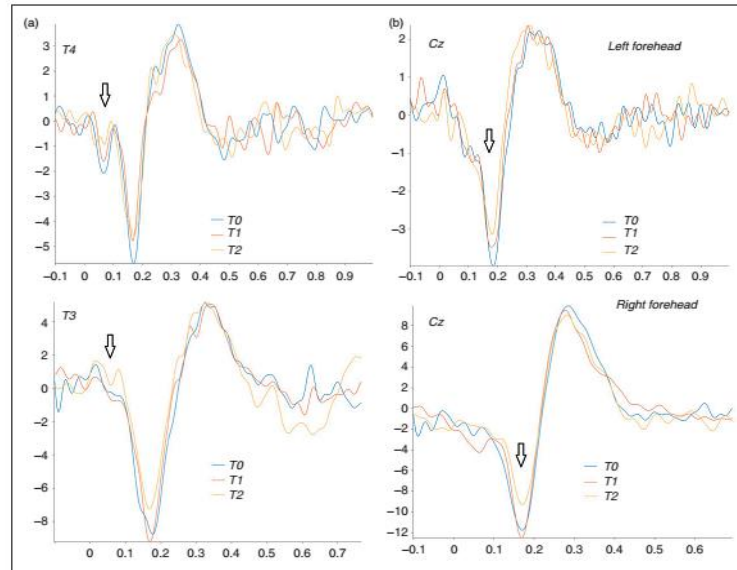 (a)
T4
3
2
1
0
−1
−2
−3
−4
−5
T0
T1
T2
−0.1 0 0.1 0.2 0.3 0.4 0.5 0.6 0.7 0.8 0.9
(b)
Cz
Left forehead
2
1
0
−1
−2
−3
T0
T1
T2
−0.1 0 0.1 0.2 0.3 0.4 0.5 0.6 0.7 0.8 0.9
T3
4
2
0
−2
−4
−6
−8
T0
T1
T2
0 0.1 0.2 0.3 0.4 0.5 0.6 0.7
Right forehead
Cz
8
6
4
2
0
−2
−4
−6
−8
−10
−12
T0
T1
T2
−0.1 0 0.1 0.2 0.3 0.4 0.5 0.6